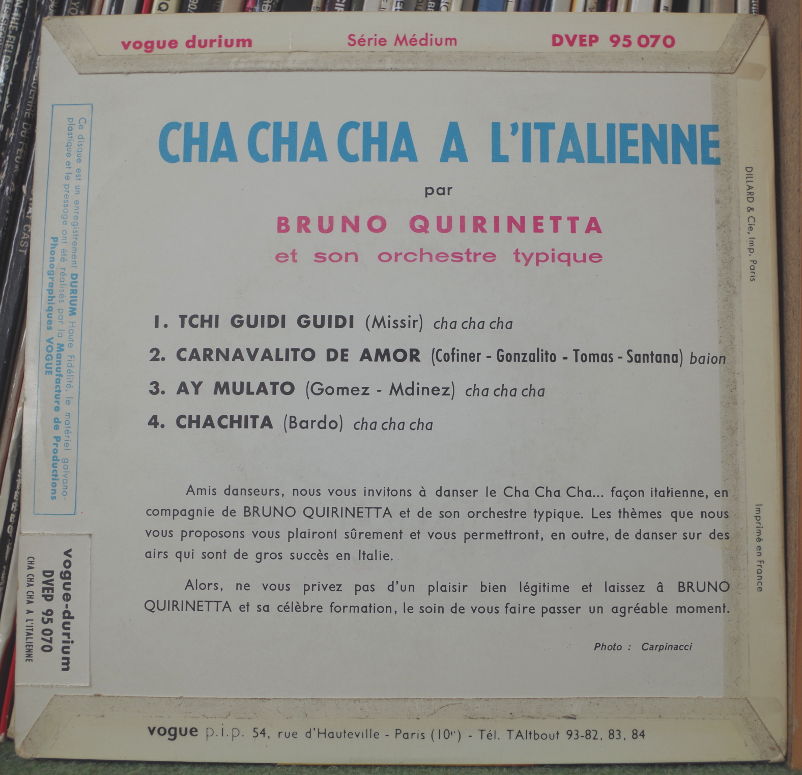 vogue durium Série Médium DVEP 95 070
CHA CHA CHA A L'ITALIENNE
par
BRUNO QUIRINETTA
et son orchestre typique
1. TCHI GUIDI GUIDI (Missir) cha cha cha
2. CARNAVALITO DE AMOR (Cofiner - Gonzalito - Tomas - Santana) baion
3. AY MULATO (Gomez - Mdinez) cha cha cha
4. CHACHITA (Bardo) cha cha cha
Amis danseurs, nous vous invitons à danser le Cha Cha Cha... façon italienne, en
compagnie de BRUNO QUIRINETTA et de son orchestre typique. Les thèmes que nous
vous proposons vous plairont sûrement et vous permettront, en outre, de danser sur des
airs qui sont de gros succès en Italie.
Alors, ne vous privez pas d'un plaisir bien légitime et laissez à BRUNO
QUIRINETTA et sa célèbre formation, le soin de vous faire passer un agréable moment.
Photo : Carpinacci
vogue p.i.p. 54, rue d'Hauteville - Paris (10e) - Tél. TAItbout 93-82, 83, 84
Ce disque est un enregistrement DURIUM Haute Fidélité, le matériel galvano-
plastique et le pressage ont été réalisés par la Manufacture de Productions
Phonographiques VOGUE
vogue-durium
DVEP 95 070
CHA CHA CHA A L'ITALIENNE
DILLARD & Cie, Imp. Paris
Imprimé en France